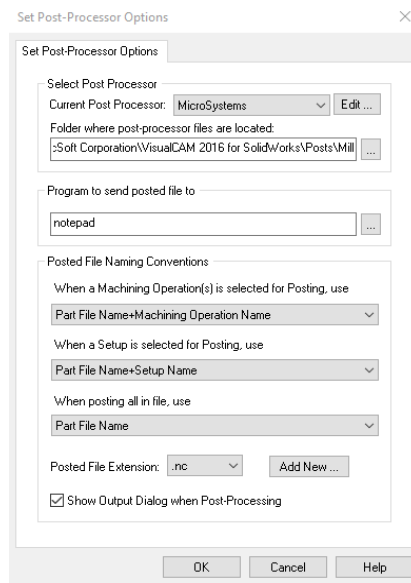 Set Post-Processor Options
Set Post-Processor Options
Select Post Processor
Current Post Processor: MicroSystems Edit ...
Folder where post-processor files are located:
:Soft Corporation\VisualCAM 2016 for SolidWorks\Posts\Mill ...
Program to send posted file to
notepad ...
Posted File Naming Conventions
When a Machining Operation(s) is selected for Posting, use
Part File Name+Machining Operation Name
When a Setup is selected for Posting, use
Part File Name+Setup Name
When posting all in file, use
Part File Name
Posted File Extension: .nc Add New ...
Show Output Dialog when Post-Processing
OK Cancel Help